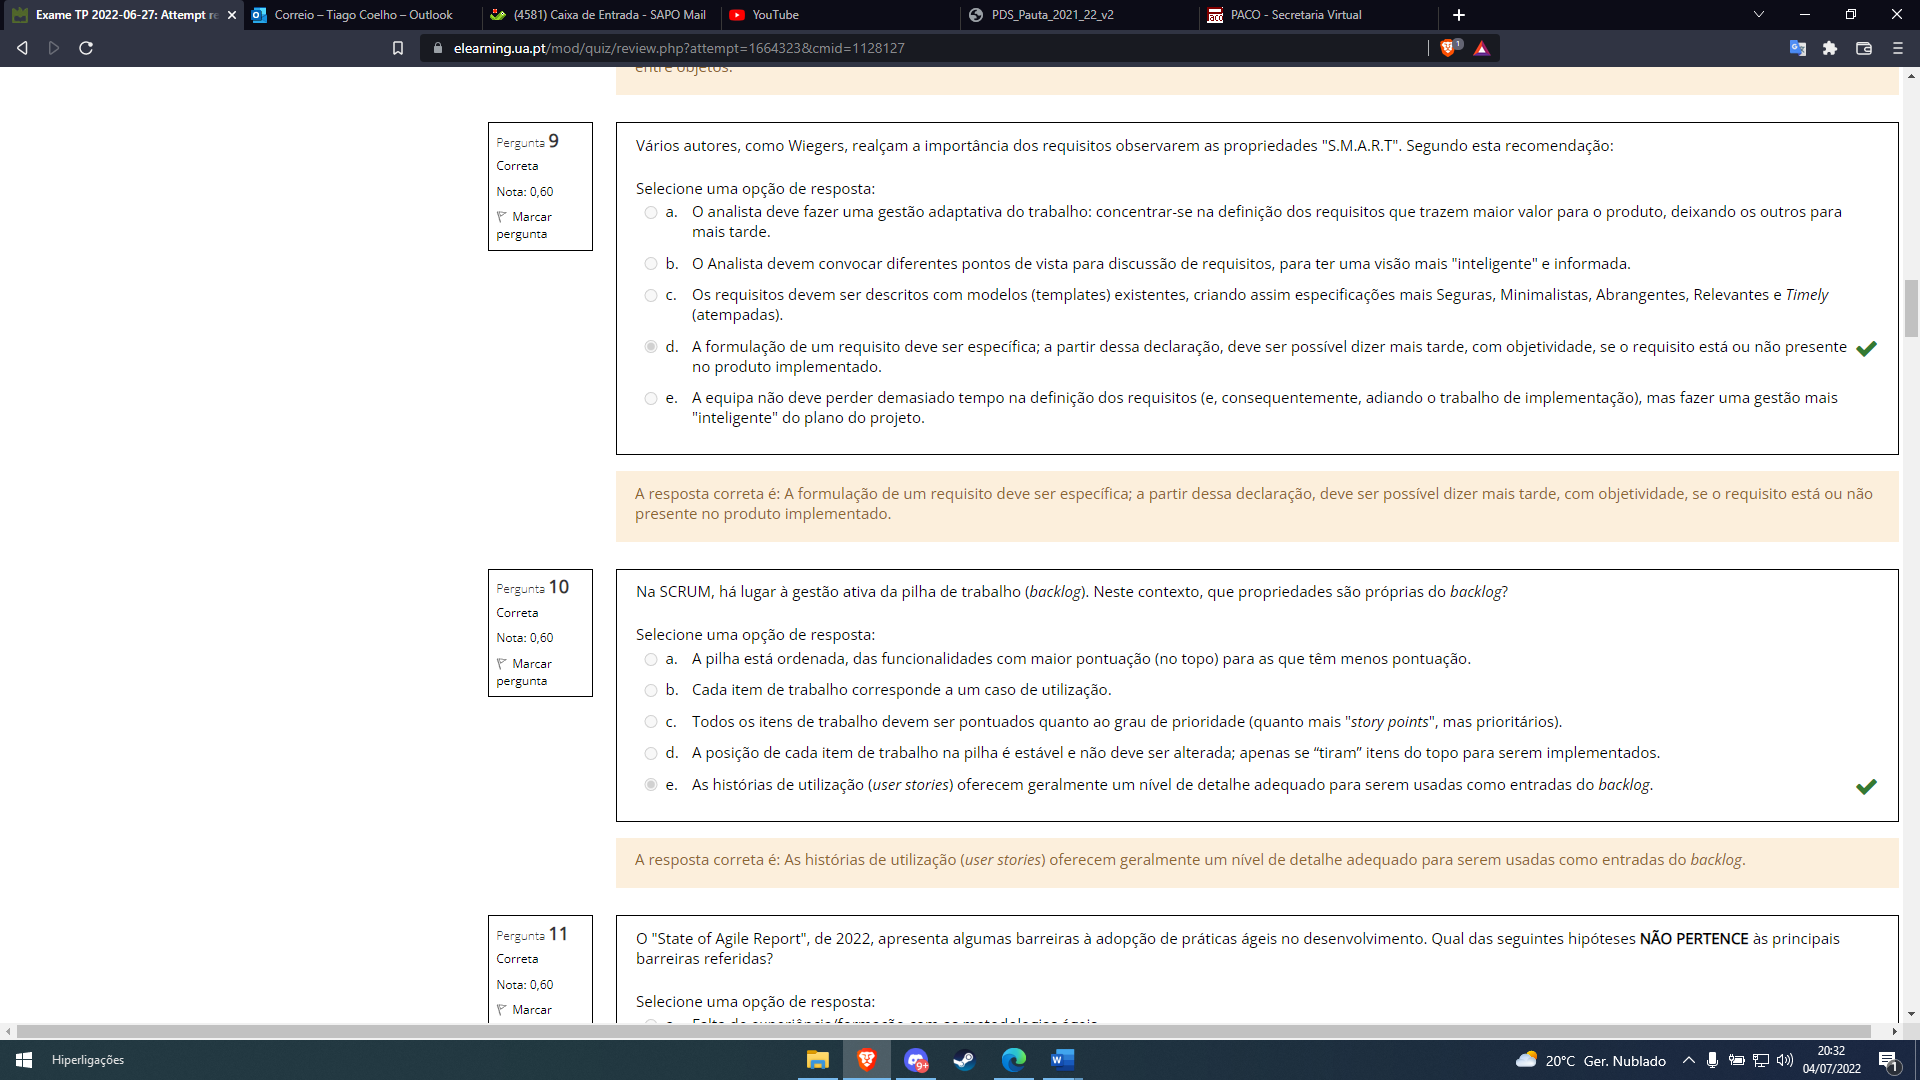 Exame TP 2022-06-27: Attempt re
Correio – Tiago Coelho – Outlook
(4581) Caixa de Entrada - SAPO Mail
YouTube
PDS_Pauta_2021_22_v2
PACO - Secretaria Virtual
elearning.ua.pt/mod/quiz/review.php?attempt=1664323&cmid=1128127
entre objetos.
Pergunta 9
Correta
Nota: 0,60
Marcar
pergunta
Vários autores, como Wiegers, realçam a importância dos requisitos observarem as propriedades "S.M.A.R.T". Segundo esta recomendação:
Selecione uma opção de resposta:
a. O analista deve fazer uma gestão adaptativa do trabalho: concentrar-se na definição dos requisitos que trazem maior valor para o produto, deixando os outros para
mais tarde.
b. O Analista devem convocar diferentes pontos de vista para discussão de requisitos, para ter uma visão mais "inteligente" e informada.
c. Os requisitos devem ser descritos com modelos (templates) existentes, criando assim especificações mais Seguras, Minimalistas, Abrangentes, Relevantes e Timely
(atempadas).
d. A formulação de um requisito deve ser específica; a partir dessa declaração, deve ser possível dizer mais tarde, com objetividade, se o requisito está ou não presente
no produto implementado.
e. A equipa não deve perder demasiado tempo na definição dos requisitos (e, consequentemente, adiando o trabalho de implementação), mas fazer uma gestão mais
"inteligente" do plano do projeto.
A resposta correta é: A formulação de um requisito deve ser específica; a partir dessa declaração, deve ser possível dizer mais tarde, com objetividade, se o requisito está ou não
presente no produto implementado.
Pergunta 10
Correta
Nota: 0,60
Marcar
pergunta
Na SCRUM, há lugar à gestão ativa da pilha de trabalho (backlog). Neste contexto, que propriedades são próprias do backlog?
Selecione uma opção de resposta:
a. A pilha está ordenada, das funcionalidades com maior pontuação (no topo) para as que têm menos pontuação.
b. Cada item de trabalho corresponde a um caso de utilização.
c. Todos os itens de trabalho devem ser pontuados quanto ao grau de prioridade (quanto mais "story points", mas prioritários).
d. A posição de cada item de trabalho na pilha é estável e não deve ser alterada; apenas se “tiram” itens do topo para serem implementados.
e. As histórias de utilização (user stories) oferecem geralmente um nível de detalhe adequado para serem usadas como entradas do backlog.
A resposta correta é: As histórias de utilização (user stories) oferecem geralmente um nível de detalhe adequado para serem usadas como entradas do backlog.
Pergunta 11
Correta
Nota: 0,60
Marcar
O "State of Agile Report", de 2022, apresenta algumas barreiras à adopção de práticas ágeis no desenvolvimento. Qual das seguintes hipóteses NÃO PERTENCE às principais
barreiras referidas?
Selecione uma opção de resposta:
a. Falta de experiência/formação com as metodologias ágeis
Hiperligações
9+
20°C Ger. Nublado
20:32
04/07/2022
1